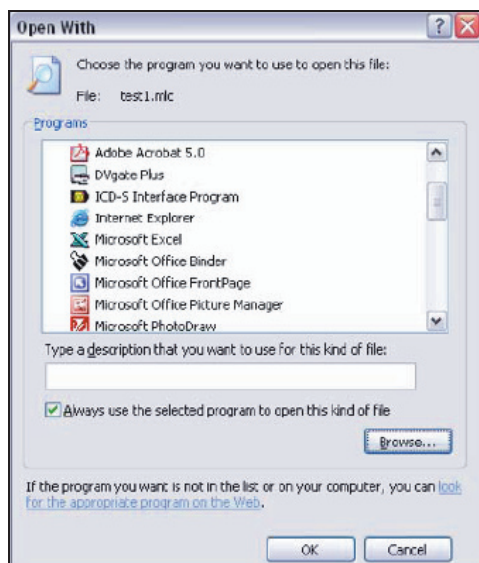 Open With
Choose the program you want to use to open this file:
File: test1.mlc
Programs
Adobe Acrobat 5.0
DVgate Plus
ICD-S Interface Program
Internet Explorer
Microsoft Excel
Microsoft Office Binder
Microsoft Office FrontPage
Microsoft Office Picture Manager
Microsoft PhotoDraw
Type a description that you want to use for this kind of file:
Always use the selected program to open this kind of file
Browse...
If the program you want is not in the list or on your computer, you can look
for the appropriate program on the Web.
OK Cancel